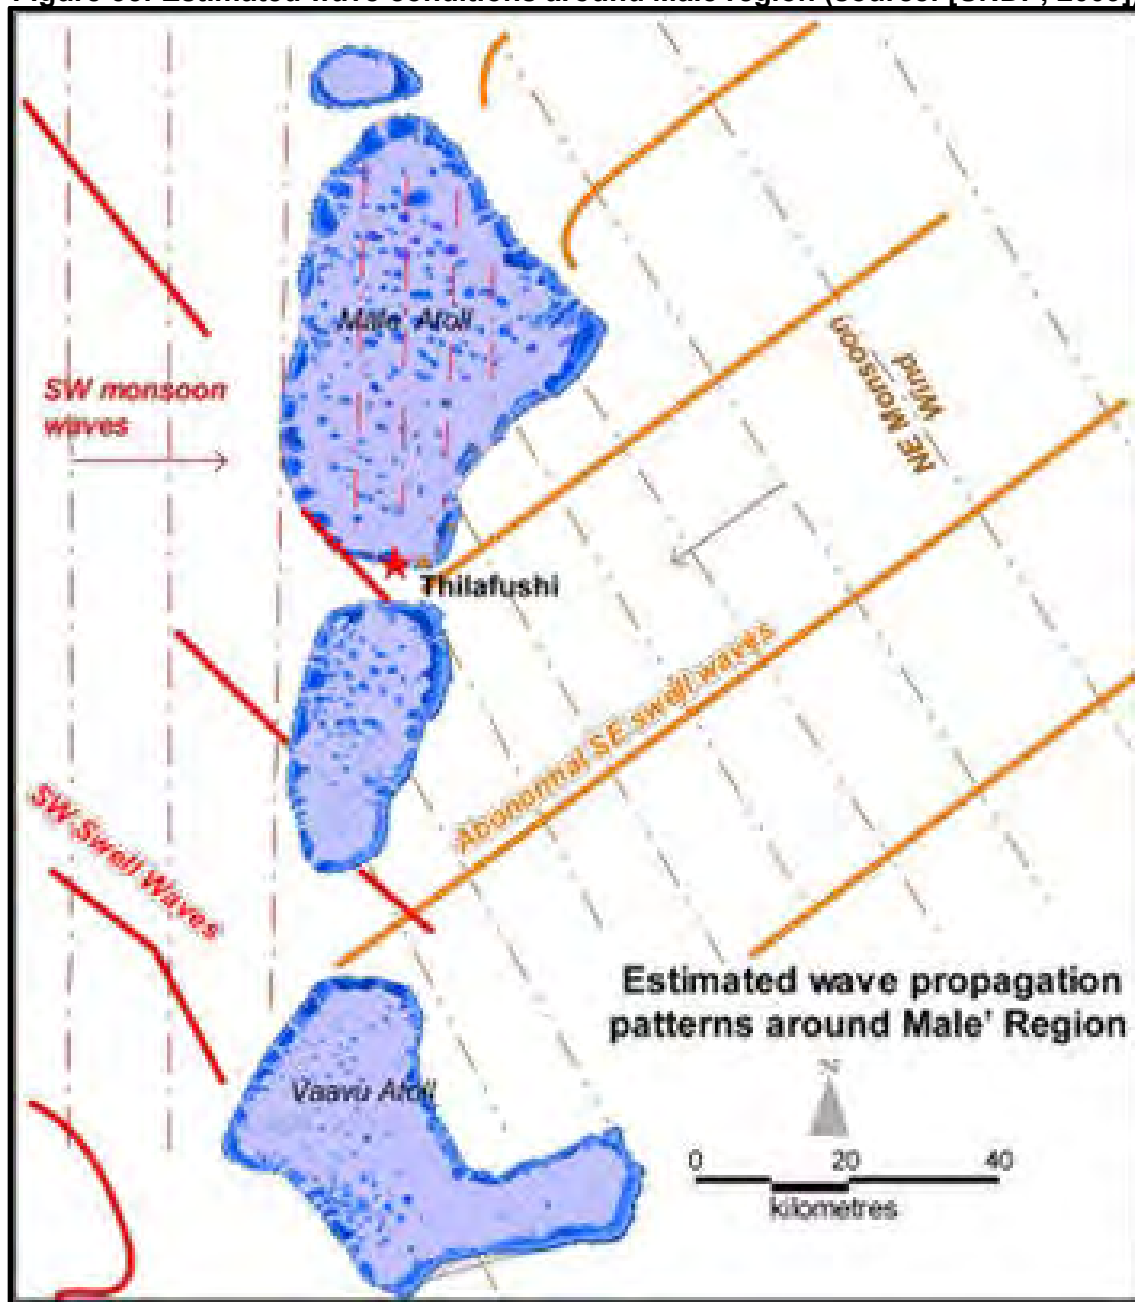 Male' Atoll
SW monsoon
waves
NE Monsoon
Wind
Thilafushi
Abonormal SE swell waves
SW Swell Waves
Estimated wave propagation
patterns around Male' Region
Vaavu Atoll
N
0 20 40
kilometres